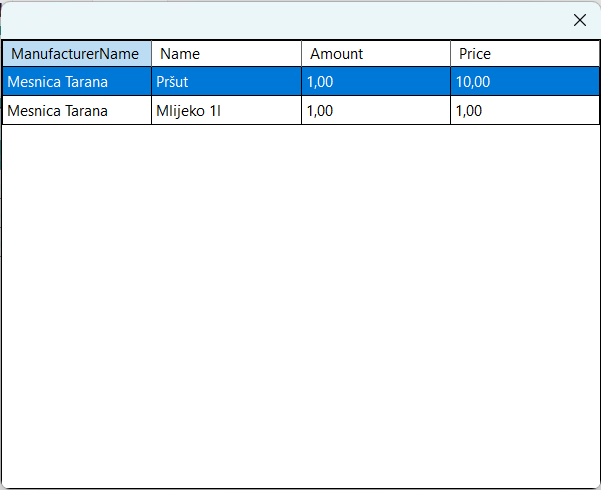 ManufacturerName Name Amount Price
Mesnica Tarana Pršut 1,00 10,00
Mesnica Tarana Mlijeko 1l 1,00 1,00